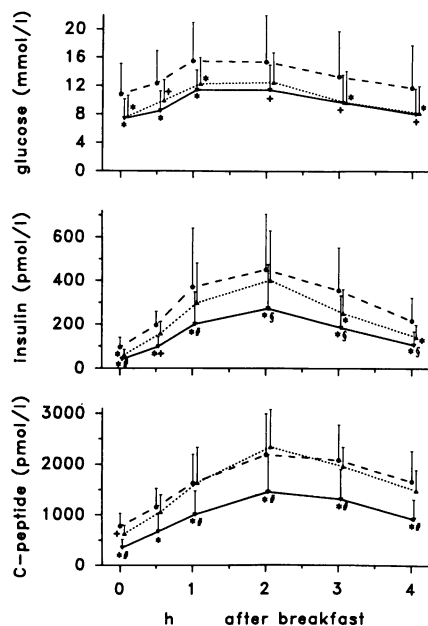 glucose (mmol/l)
20
16
12
8
4
0
* * + * * + + * * +
insulin (pmol/l)
600
400
200
0
* *# *+ *# *§ * *§ * *§
C-peptide (pmol/l)
3000
2000
1000
0
+ *# * *# *# *# *#
0 1 2 3 4
h after breakfast